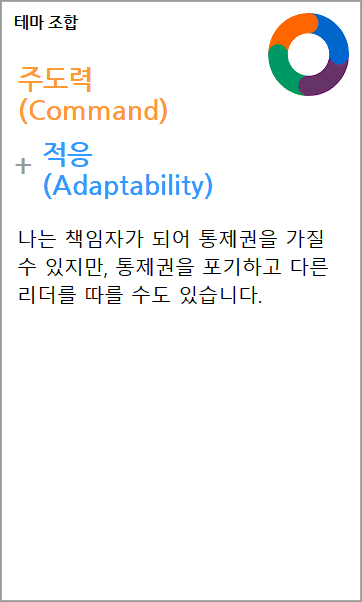 테마 조합
주도력
(Command)
+ 적응
(Adaptability)
나는 책임자가 되어 통제권을 가질
수 있지만, 통제권을 포기하고 다른
리더를 따를 수도 있습니다.